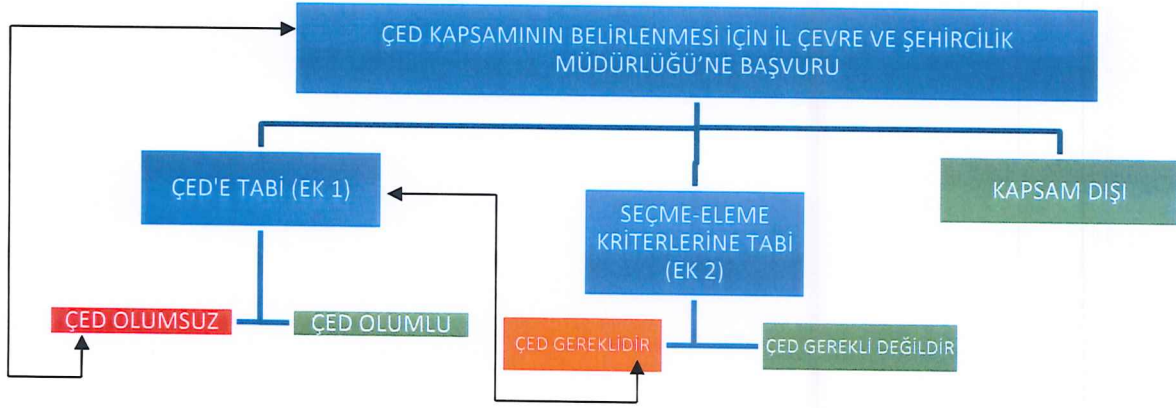 ÇED KAPSAMININ BELİRLENMESİ İÇİN İL ÇEVRE VE ŞEHİRCİLİK
MÜDÜRLÜĞÜ'NE BAŞVURU
ÇED'E TABİ (EK 1)
SEÇME-ELEME
KRİTERLERİNE TABİ
(EK 2)
KAPSAM DIŞI
ÇED OLUMSUZ
ÇED OLUMLU
ÇED GEREKLİDİR
ÇED GEREKLİ DEĞİLDİR